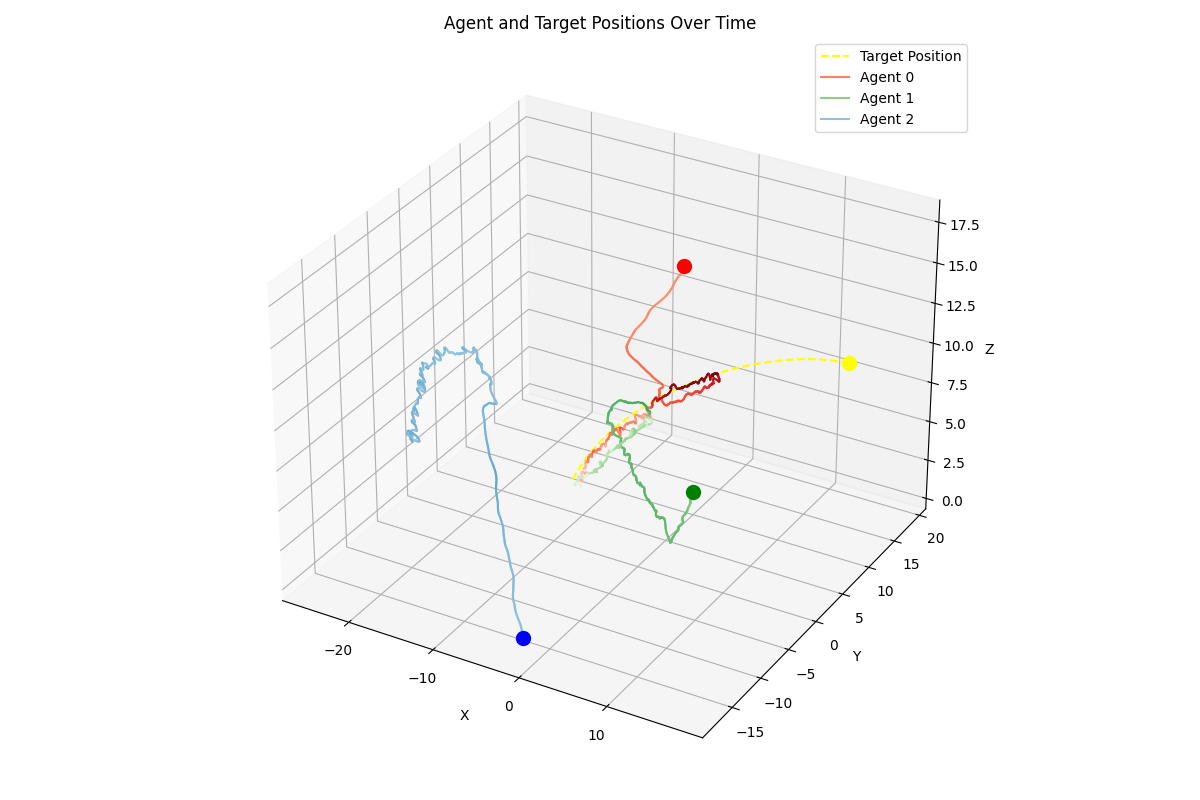 Agent and Target Positions Over Time
Target Position
Agent 0
Agent 1
Agent 2
17.5
15.0
12.5
10.0
7.5
5.0
2.5
0.0
Z
20
15
10
5
0
−5
−10
−15
Y
−20
−10
0
10
X